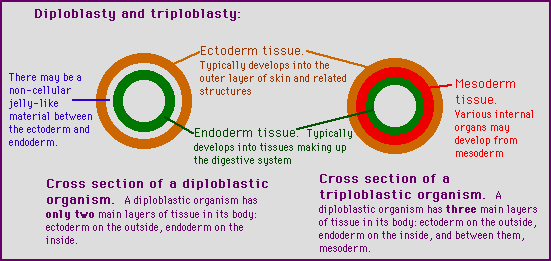 Diploblasty and triploblasty:
Ectoderm tissue.
Typically develops into the
outer layer of skin and related
structures
There may be a
non-cellular
jelly-like
material between
the ectoderm and
endoderm.
Mesoderm
tissue.
Various internal
organs may
develop from
mesoderm
Endoderm tissue. Typically
develops into tissues making up
the digestive system
Cross section of a diploblastic
organism. A diploblastic organism has
only two main layers of tissue in its body:
ectoderm on the outside, endoderm on the
inside.
Cross section of a
triploblastic organism. A
diploblastic organism has three main layers
of tissue in its body: ectoderm on the outside,
endoderm on the inside, and between them,
mesoderm.